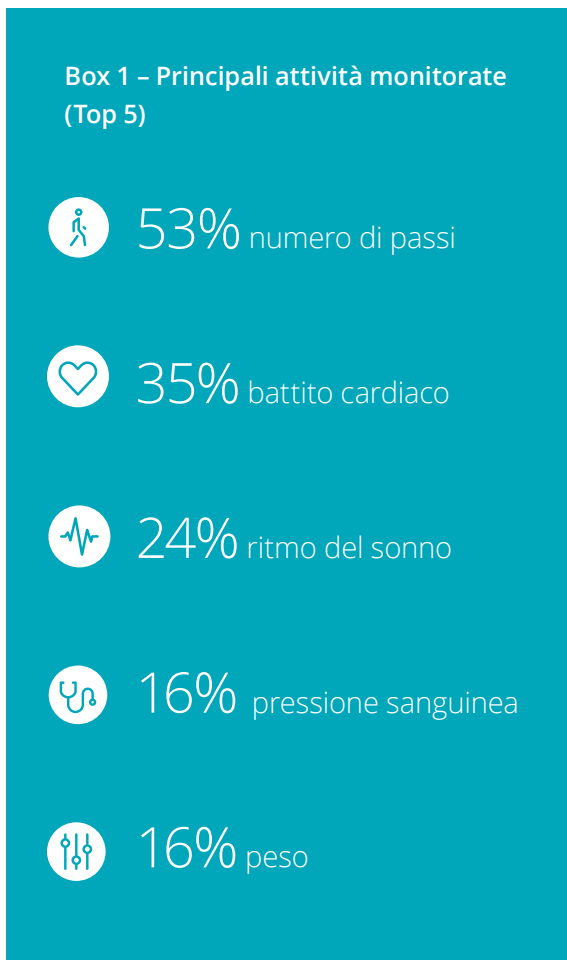 Box 1 – Principali attività monitorate
(Top 5)
53% numero di passi
35% battito cardiaco
24% ritmo del sonno
16% pressione sanguinea
16% peso